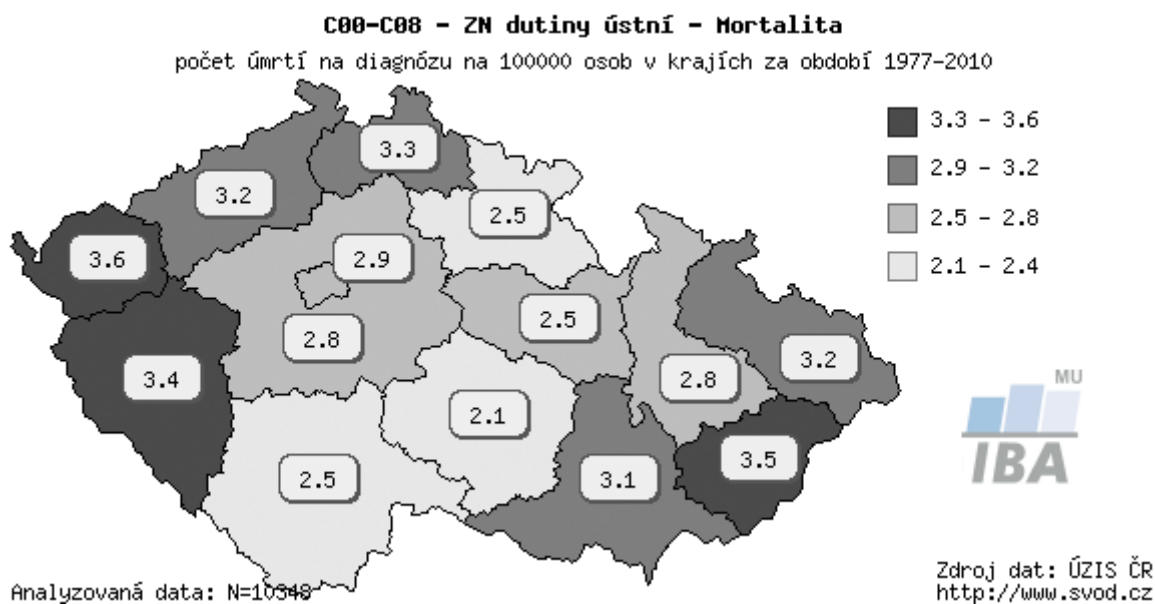 C00-C08 - ZN dutiny ústní - Mortalita
počet úmrtí na diagnózu na 100000 osob v krajích za období 1977-2010
3.3 - 3.6
2.9 - 3.2
2.5 - 2.8
2.1 - 2.4
3.3
3.2
2.5
3.6
2.9
2.5
2.8
3.2
3.4
2.8
2.1
3.5
2.5
3.1
MU
IBA
Analyzovaná data: N=10348
Zdroj dat: ÚZIS ČR
http://www.svod.cz